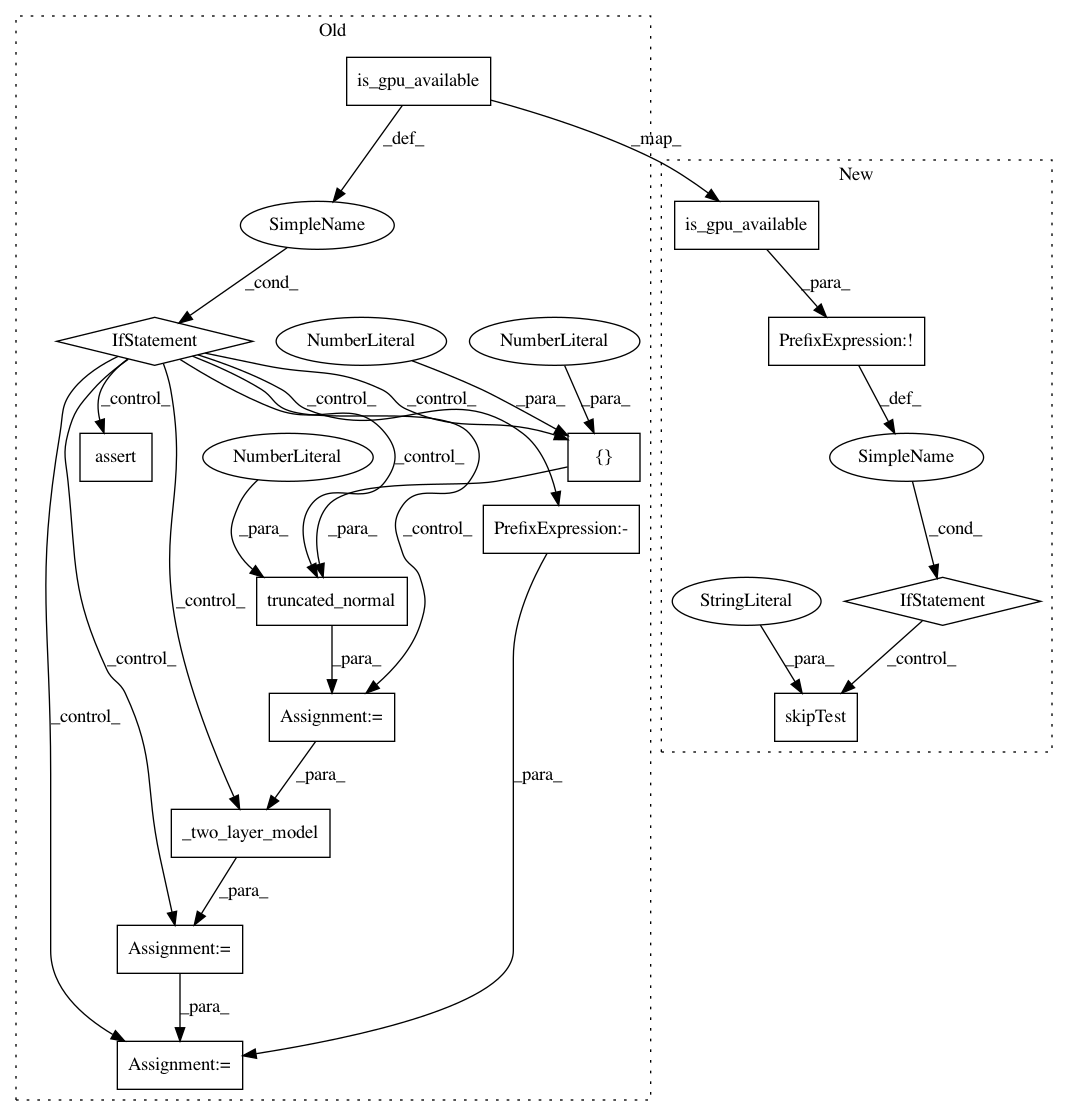 Old
is_gpu_available
_def_
_map_
New
SimpleName
is_gpu_available
_cond_
_para_
IfStatement
NumberLiteral
NumberLiteral
PrefixExpression:!
_control_
_control_
_control_
_para_
_para_
_def_
assert
NumberLiteral
_control_
{}
SimpleName
_para_
_para_
_control_
PrefixExpression:-
_cond_
_control_
truncated_normal
StringLiteral
IfStatement
_control_
_para_
_para_
_control_
_control_
Assignment:=
skipTest
_para_
_para_
_two_layer_model
_para_
Assignment:=
_para_
Assignment:=